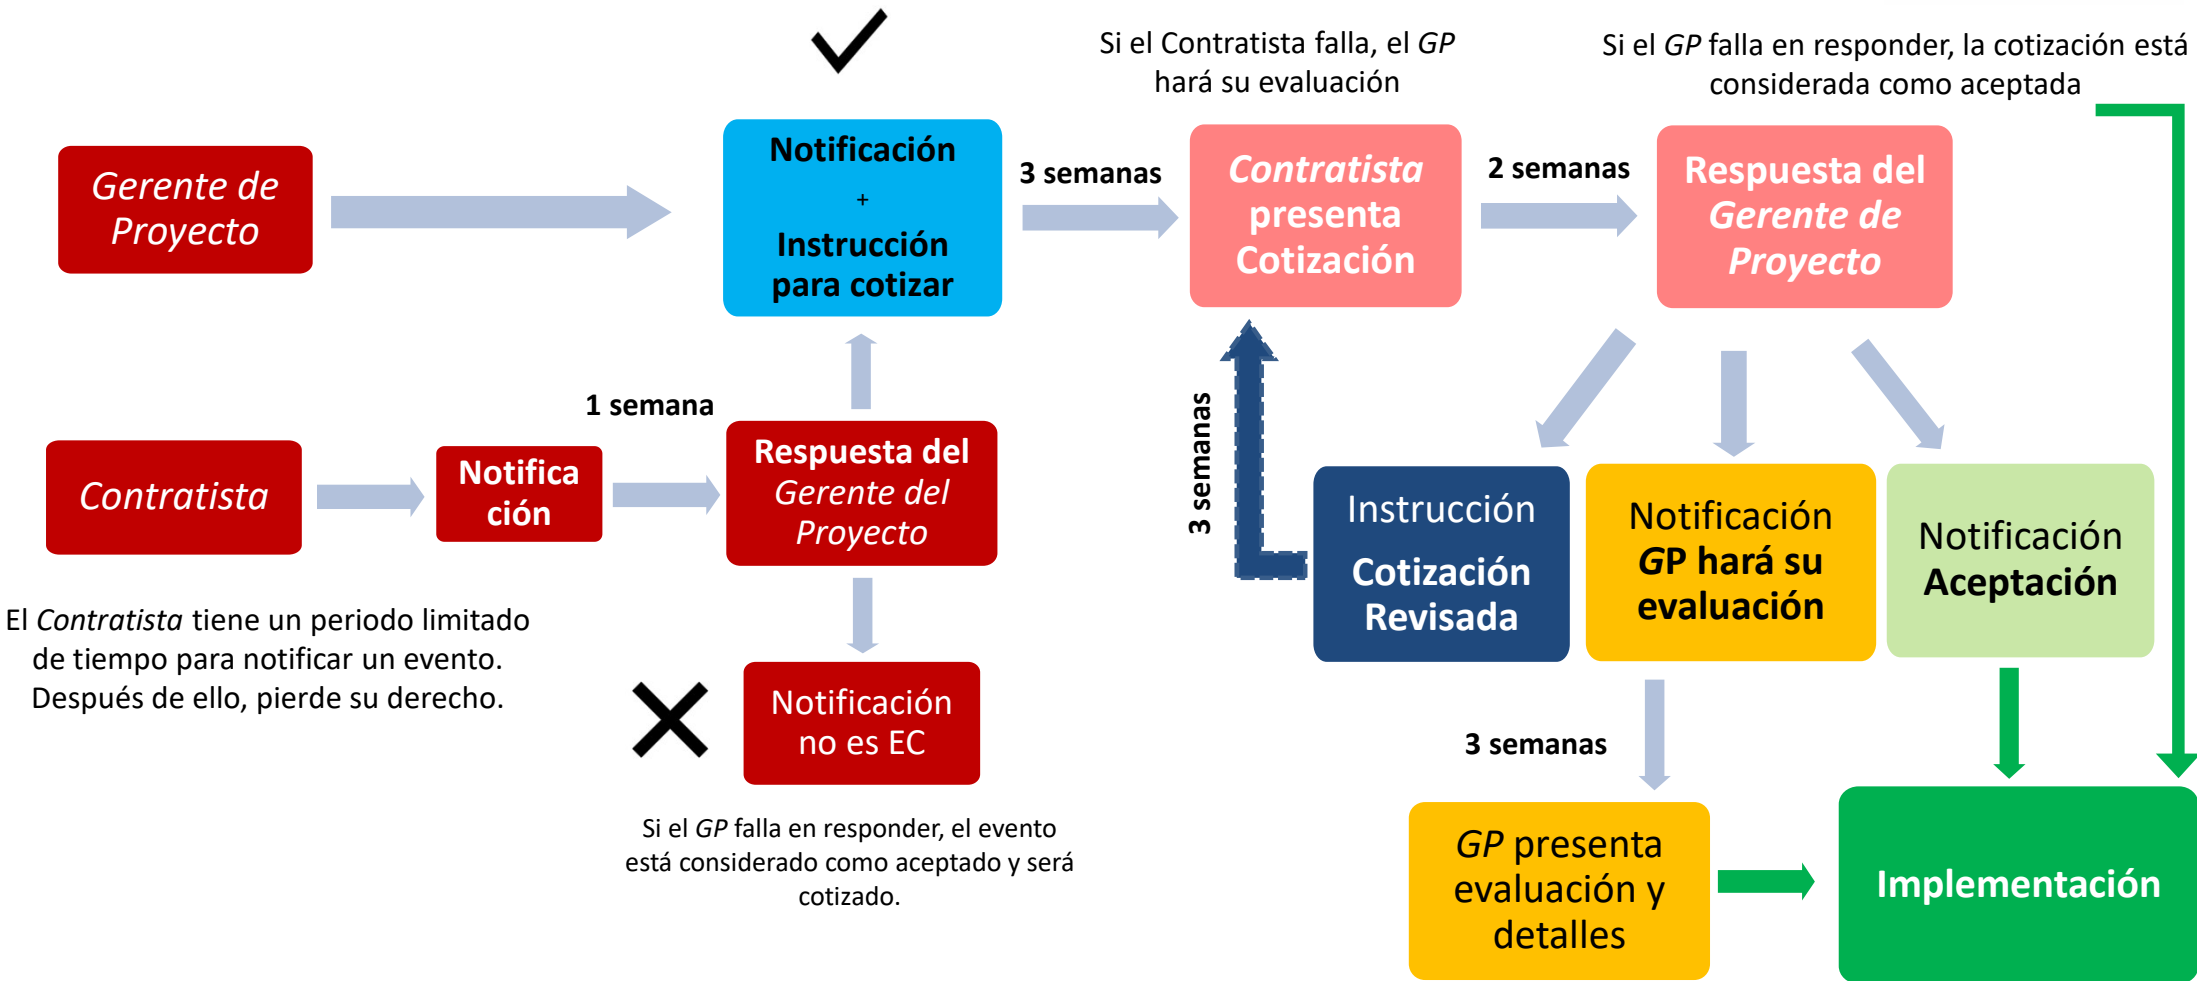 Si el Contratista falla, el GP
hará su evaluación
Si el GP falla en responder, la cotización está
considerada como aceptada
Gerente de
Proyecto
Notificación
+
Instrucción
para cotizar
3 semanas
Contratista
presenta
Cotización
2 semanas
Respuesta del
Gerente de
Proyecto
Contratista
Notifica
ción
1 semana
Respuesta del
Gerente del
Proyecto
3 semanas
Instrucción
Cotización
Revisada
Notificación
GP hará su
evaluación
Notificación
Aceptación
El Contratista tiene un periodo limitado
de tiempo para notificar un evento.
Después de ello, pierde su derecho.
Notificación
no es EC
Si el GP falla en responder, el evento
está considerado como aceptado y será
cotizado.
3 semanas
GP presenta
evaluación y
detalles
Implementación